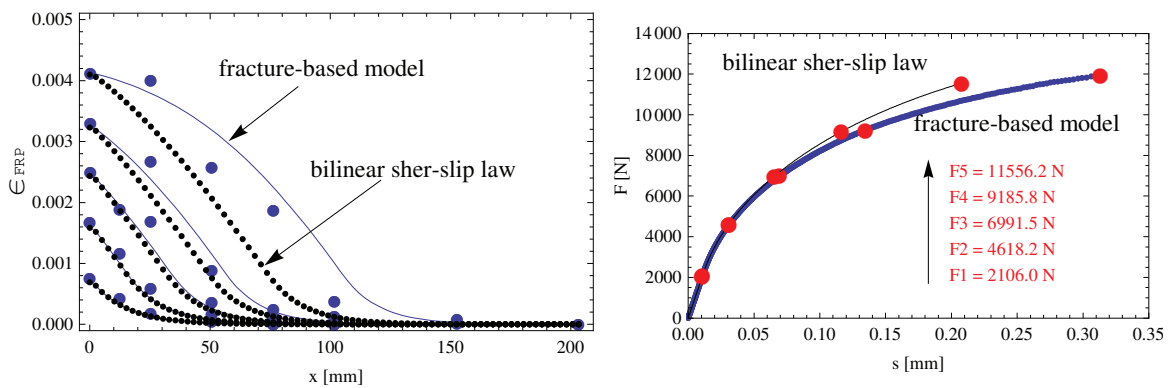 0.005
0.004
0.003
0.002
0.001
0.000
ϵFRP
0
50
100
150
200
x [mm]
fracture-based model
bilinear sher-slip law
14 000
12 000
10 000
8000
6000
4000
2000
0
F [N]
0.00
0.05
0.10
0.15
0.20
0.25
0.30
0.35
s [mm]
bilinear sher-slip law
fracture-based model
F5 = 11556.2 N
F4 = 9185.8 N
F3 = 6991.5 N
F2 = 4618.2 N
F1 = 2106.0 N